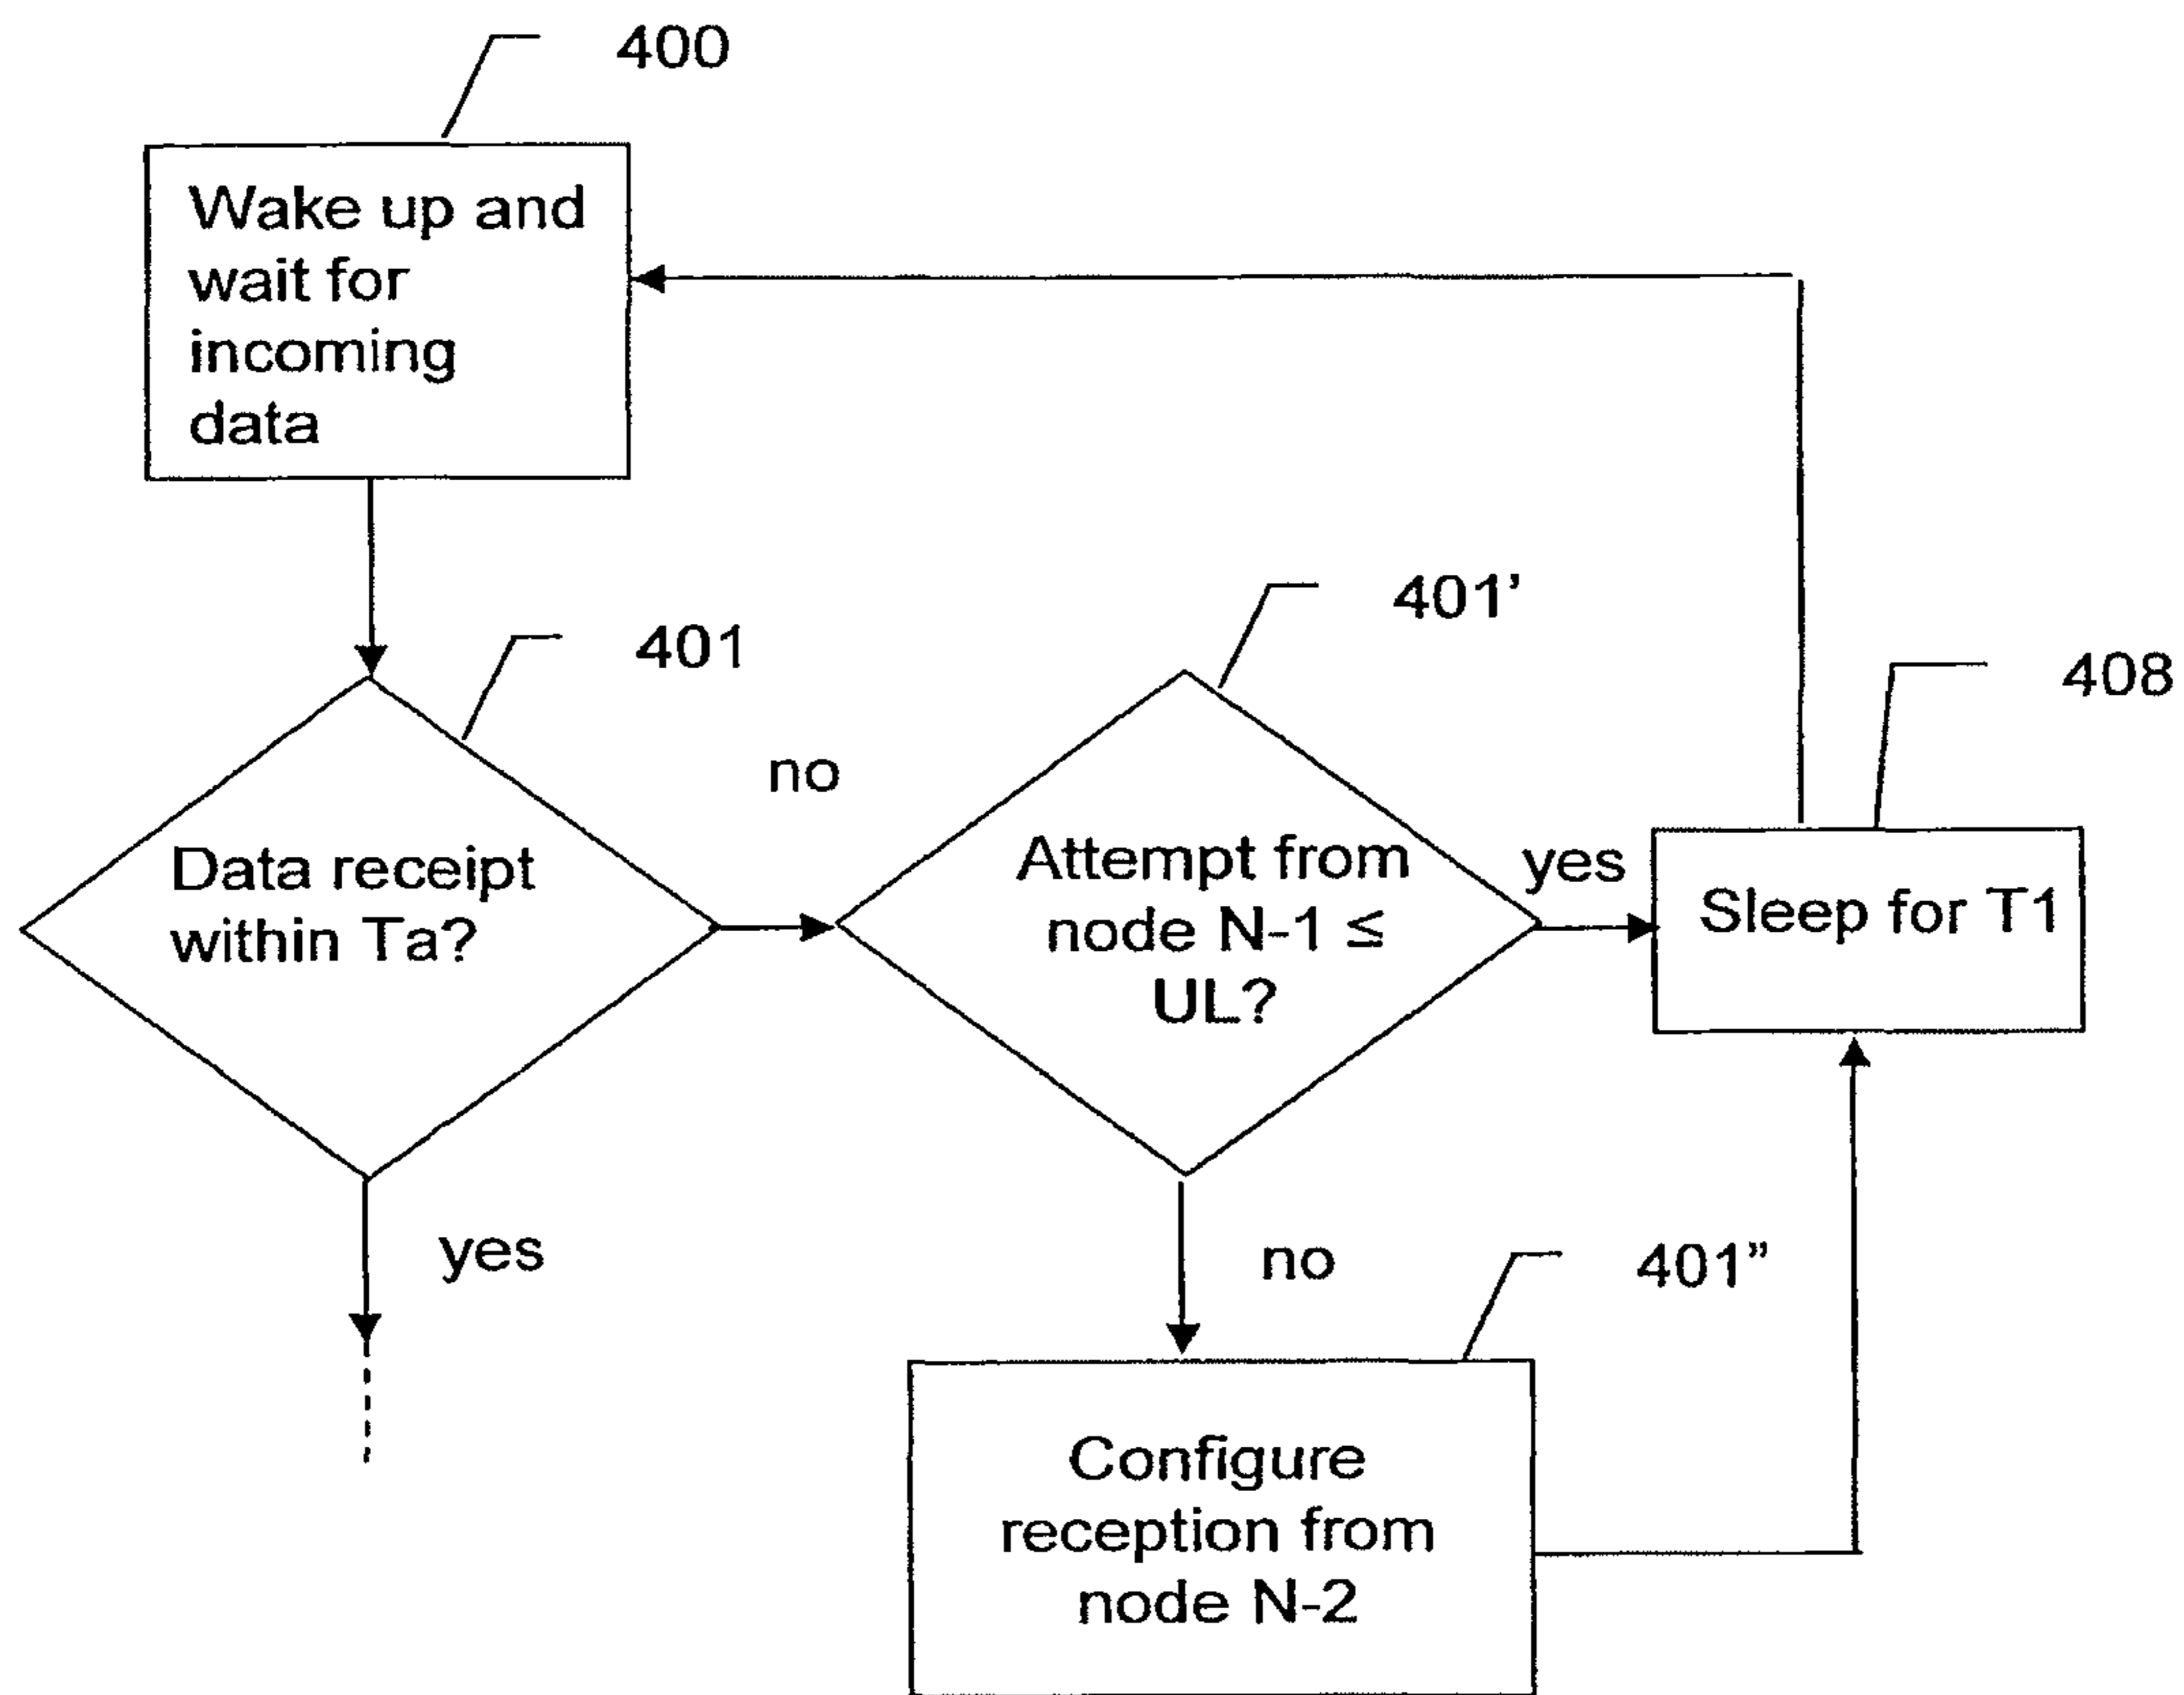 400
Wake up and
wait for
incoming
data
401
401’
408
no
Data receipt
within Ta?
Attempt from
node N-1 ≤
UL?
yes
Sleep for T1
yes
no
401”
Configure
reception from
node N-2